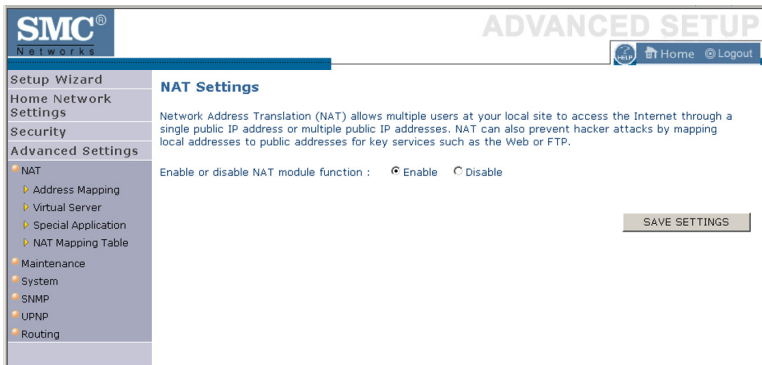 SMC®
Networks
ADVANCED SETUP
HELP Home Logout
Setup Wizard
Home Network
Settings
Security
Advanced Settings
NAT
Address Mapping
Virtual Server
Special Application
NAT Mapping Table
Maintenance
System
SNMP
UPNP
Routing
NAT Settings
Network Address Translation (NAT) allows multiple users at your local site to access the Internet through a
single public IP address or multiple public IP addresses. NAT can also prevent hacker attacks by mapping
local addresses to public addresses for key services such as the Web or FTP.
Enable or disable NAT module function : Enable Disable
SAVE SETTINGS